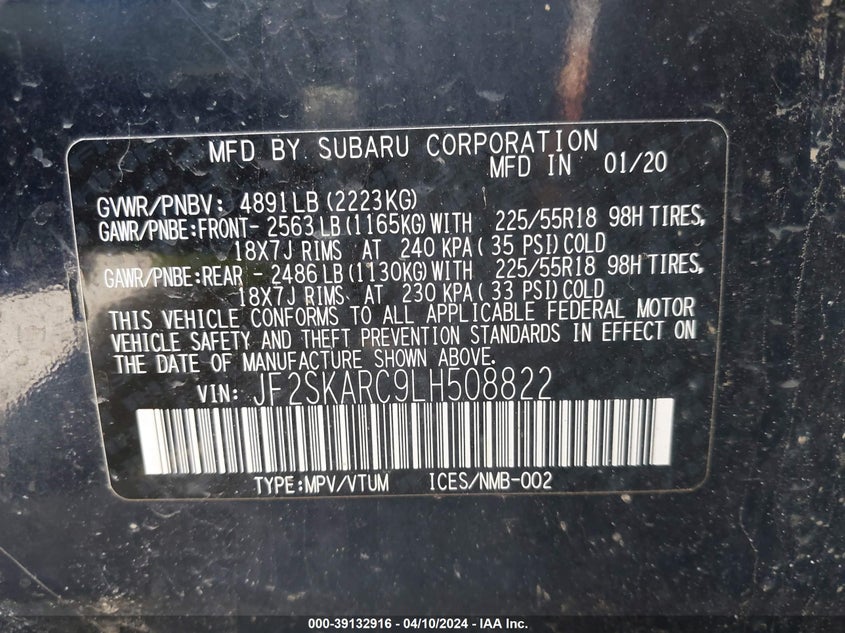 MFD BY SUBARU CORPORATION
MFD IN 01/20
GVWR/PNBV: 4891LB (2223KG)
GAWR/PNBE:FRONT- 2563 LB (1165KG)WITH 225/55R18 98H TIRES,
18X7J RIMS AT 240 KPA( 35 PSI)COLD
GAWR/PNBE:REAR - 2486 LB (1130KG)WITH 225/55R18 98H TIRES,
18X7J RIMS AT 230 KPA( 33 PSI)COLD
THIS VEHICLE CONFORMS TO ALL APPLICABLE FEDERAL MOTOR
VEHICLE SAFETY AND THEFT PREVENTION STANDARDS IN EFFECT ON
THE DATE OF MANUFACTURE SHOWN ABOVE.
VIN: JF2SKARC9LH508822
TYPE:MPV/VTUM ICES/NMB-002
000-39132916 - 04/10/2024 - IAA Inc.